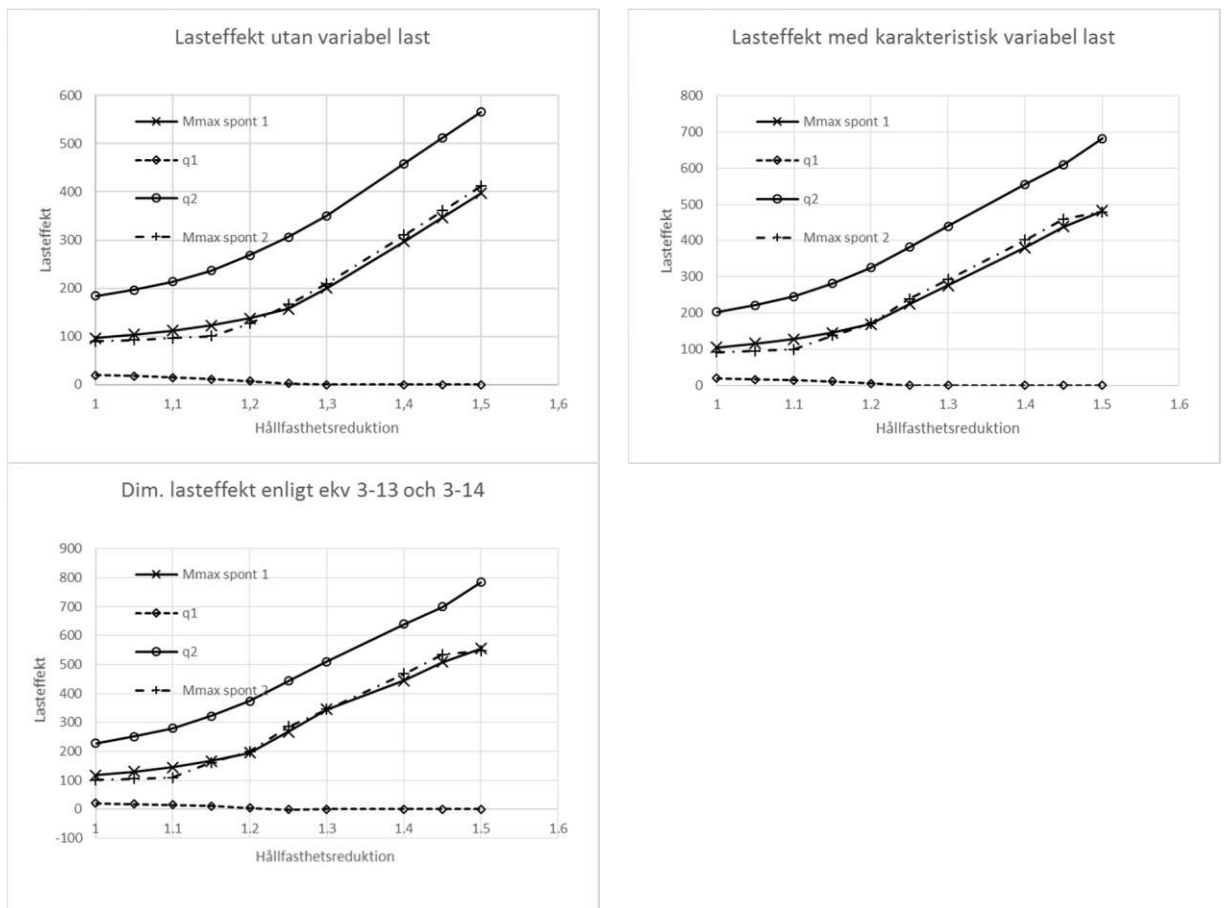 Lasteffekt utan variabel last
600
500
400
300
200
100
0
Lasteffekt
Mmax spont 1
q1
q2
Mmax spont 2
1 1,1 1,2 1,3 1,4 1,5 1,6
Hållfasthetsreduktion
Lasteffekt med karakteristisk variabel last
800
700
600
500
400
300
200
100
0
Lasteffekt
Mmax spont 1
q1
q2
Mmax spont 2
1 1.1 1.2 1.3 1.4 1.5 1.6
Hållfasthetsreduktion
Dim. lasteffekt enligt ekv 3-13 och 3-14
900
800
700
600
500
400
300
200
100
0
-100
Lasteffekt
Mmax spont 1
q1
q2
Mmax spont 2
1 1.1 1.2 1.3 1.4 1.5 1.6
Hållfasthetsreduktion